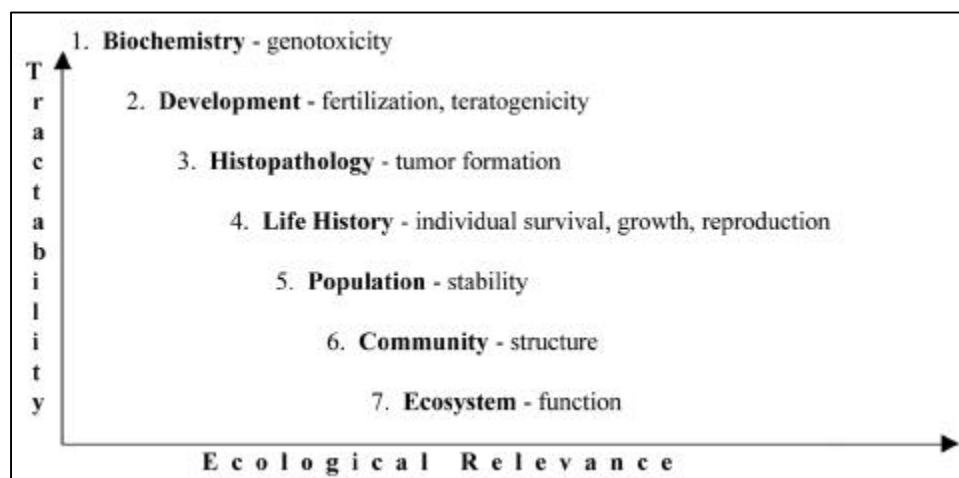 1. Biochemistry - genotoxicity
Tractability
2. Development - fertilization, teratogenicity
3. Histopathology - tumor formation
4. Life History - individual survival, growth, reproduction
5. Population - stability
6. Community - structure
7. Ecosystem - function
Ecological Relevance